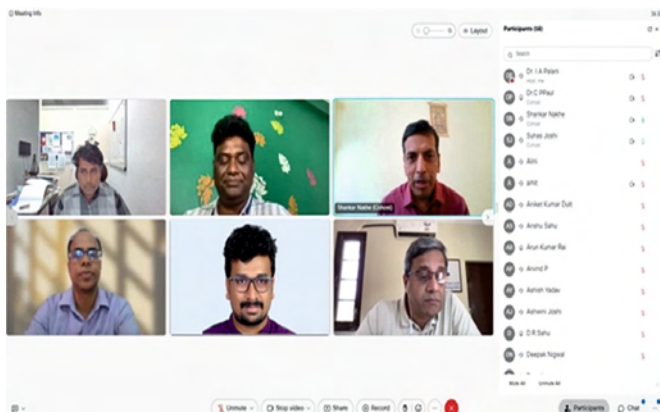 Meeting Info
Layout
Participants
Search
Dr. I A Palani
Host, me
Dr.C PPaul
Cohost
Shankar Nakhe
Cohost
Suhas Joshi
Cohost
amit
Aniket Kumar Dutt
Anshu Sahu
Arun Kumar Rai
Arvind P
Ashish Yadav
Ashwini Joshi
D R Sahu
Deepak Nigwal
Shankar Nakhe (Cohost)
Mute All Unmute All
Unmute Stop video Share Record Participants Chat